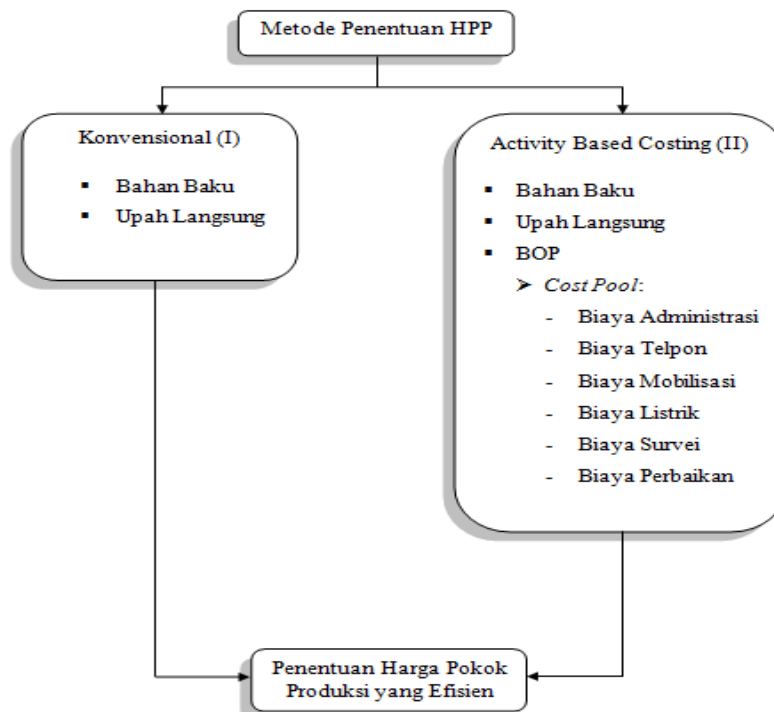 Metode Penentuan HPP
Konvensional (I)
▪ Bahan Baku
▪ Upah Langsung
Activity Based Costing (II)
▪ Bahan Baku
▪ Upah Langsung
▪ BOP
➢ Cost Pool:
- Biaya Administrasi
- Biaya Telpon
- Biaya Mobilisasi
- Biaya Listrik
- Biaya Survei
- Biaya Perbaikan
Penentuan Harga Pokok
Produksi yang Efisien